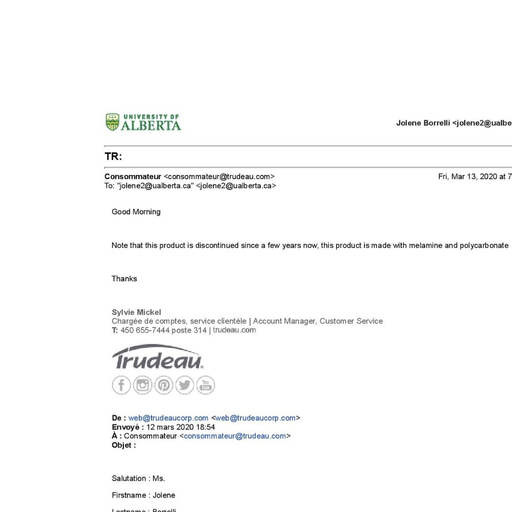 UNIVERSITY OF
ALBERTA
Jolene Borrelli <jolene2@ualbe
TR:
Consommateur <consommateur@trudeau.com>
Fri, Mar 13, 2020 at 7
To: "jolene2@ualberta.ca" <jolene2@ualberta.ca>
Good Morning
Note that this product is discontinued since a few years now, this product is made with melamine and polycarbonate
Thanks
Sylvie Mickel
Chargée de comptes, service clientèle | Account Manager, Customer Service
T: 450 655-7444 poste 314 | trudeau.com
Trudeau
You
Tube
De : web@trudeaucorp.com <web@trudeaucorp.com>
Envoyé : 12 mars 2020 18:54
À : Consommateur <consommateur@trudeau.com>
Objet :
Salutation : Ms.
Firstname : Jolene
Lastname : Borrelli